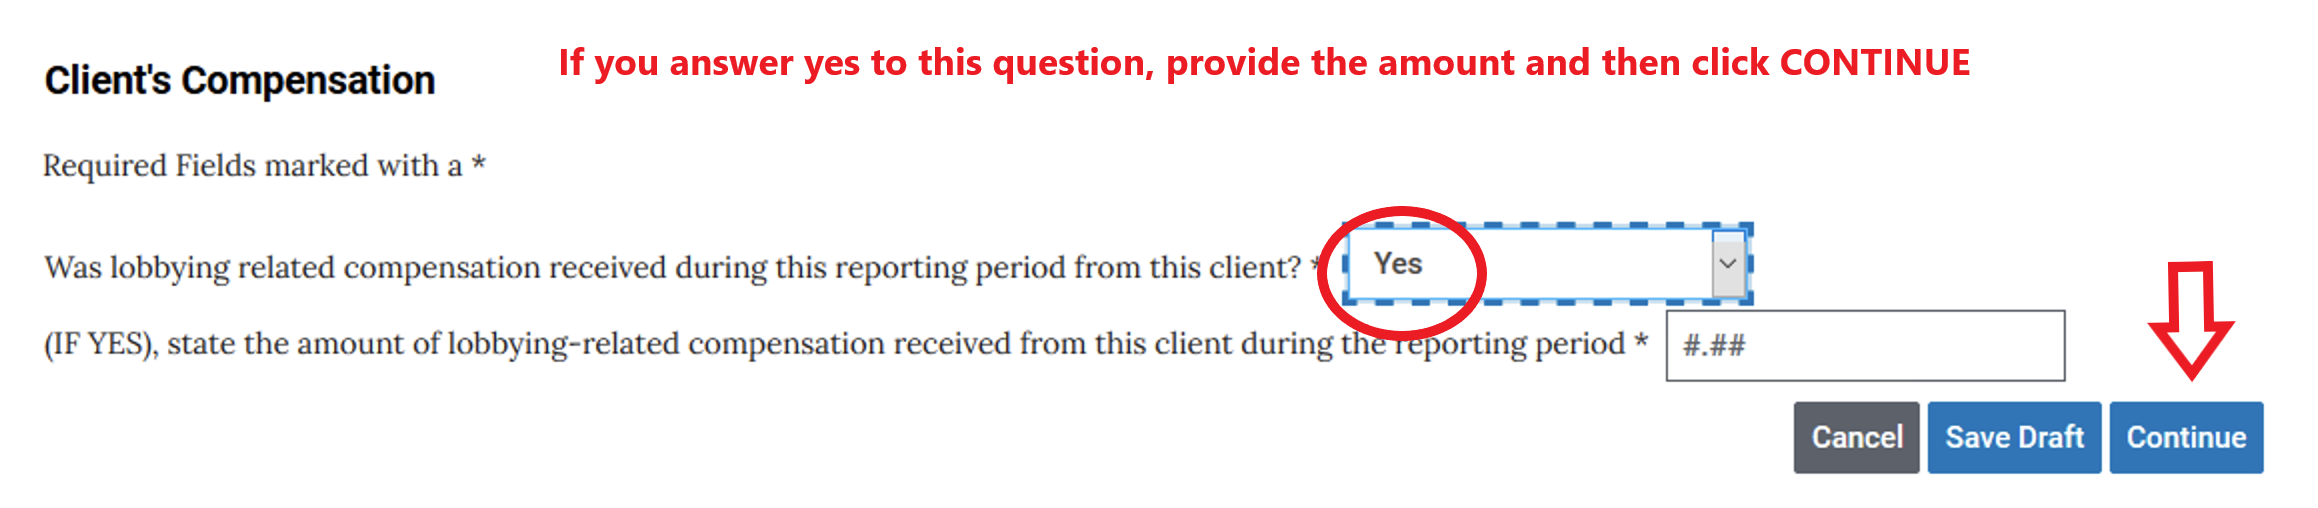 If you answer yes to this question, provide the amount and then click CONTINUE
Client's Compensation
Required Fields marked with a *
Was lobbying related compensation received during this reporting period from this client? * Yes
(IF YES), state the amount of lobbying-related compensation received from this client during the reporting period * #.##
Cancel Save Draft Continue